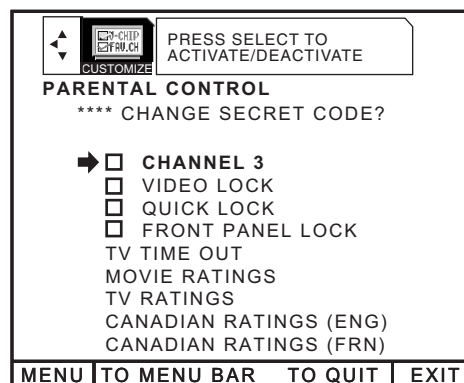 V-CHIP
FAV.CH
CUSTOMIZE
PRESS SELECT TO
ACTIVATE/DEACTIVATE
PARENTAL CONTROL
**** CHANGE SECRET CODE?
CHANNEL 3
VIDEO LOCK
QUICK LOCK
FRONT PANEL LOCK
TV TIME OUT
MOVIE RATINGS
TV RATINGS
CANADIAN RATINGS (ENG)
CANADIAN RATINGS (FRN)
MENU TO MENU BAR TO QUIT EXIT